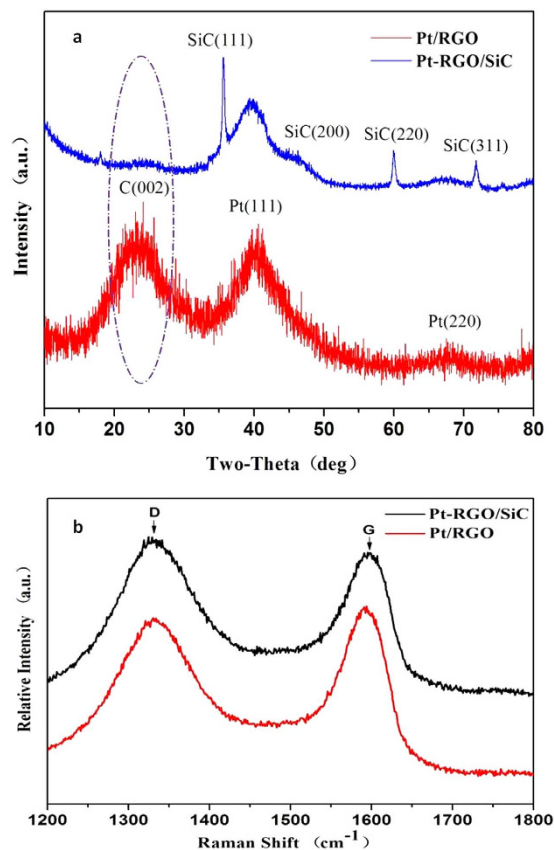 a
Pt/RGO
Pt-RGO/SiC
SiC(111)
SiC(200)
SiC(220)
SiC(311)
C(002)
Pt(111)
Pt(220)
Intensity (a.u.)
10 20 30 40 50 60 70 80
Two-Theta (deg)
b
D
G
Pt-RGO/SiC
Pt/RGO
Relative Intensity (a.u.)
1200 1300 1400 1500 1600 1700 1800
Raman Shift (cm⁻¹)